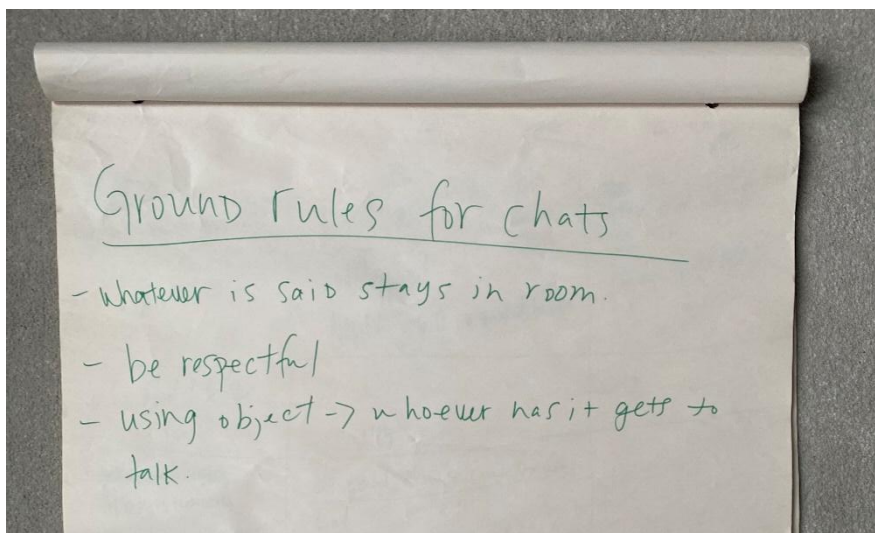 Ground rules for chats
- whatever is said stays in room.
- be respectful
- using object -> whoever has it gets to
talk.